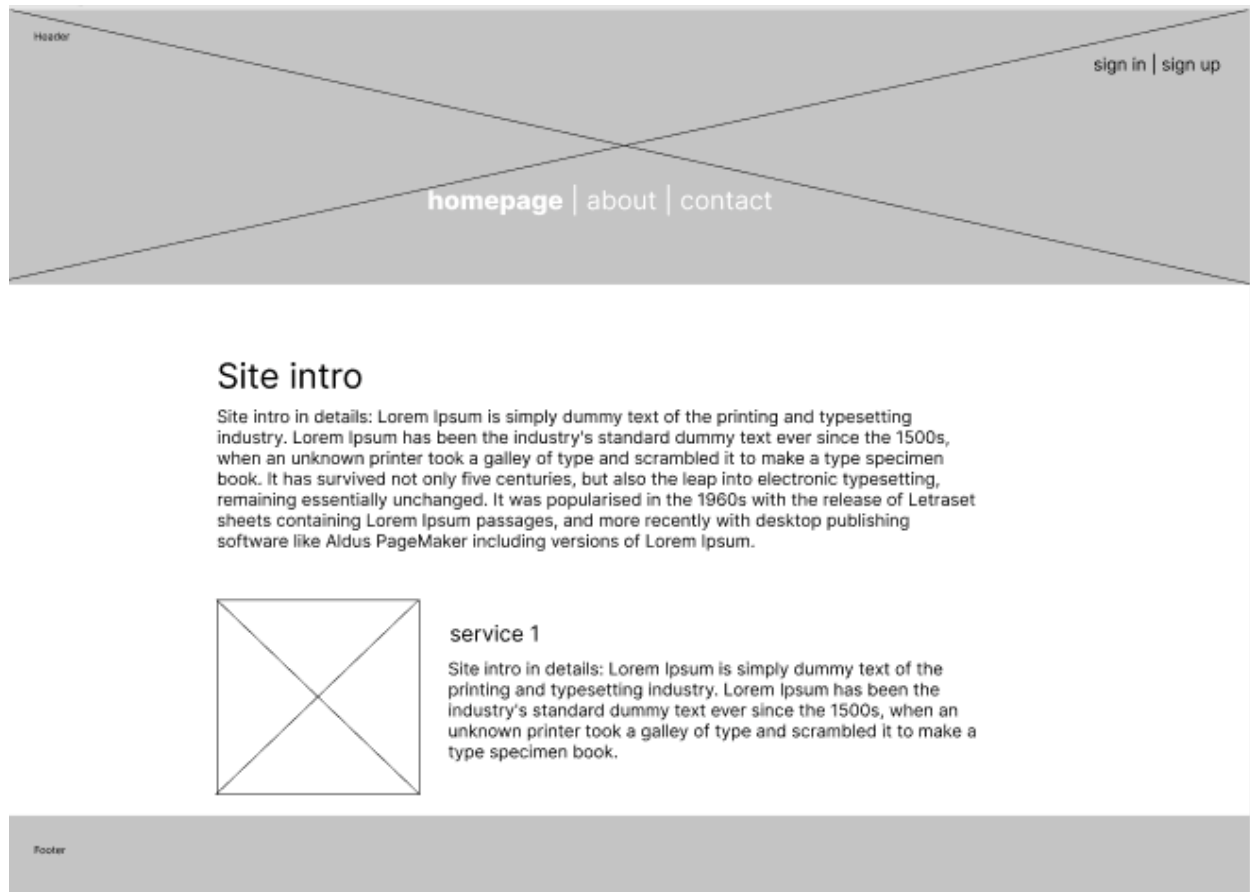 Header
sign in | sign up
homepage | about | contact
Site intro
Site intro in details: Lorem Ipsum is simply dummy text of the printing and typesetting
industry. Lorem Ipsum has been the industry's standard dummy text ever since the 1500s,
when an unknown printer took a galley of type and scrambled it to make a type specimen
book. It has survived not only five centuries, but also the leap into electronic typesetting,
remaining essentially unchanged. It was popularised in the 1960s with the release of Letraset
sheets containing Lorem Ipsum passages, and more recently with desktop publishing
software like Aldus PageMaker including versions of Lorem Ipsum.
service 1
Site intro in details: Lorem Ipsum is simply dummy text of the
printing and typesetting industry. Lorem Ipsum has been the
industry's standard dummy text ever since the 1500s, when an
unknown printer took a galley of type and scrambled it to make a
type specimen book.
Footer